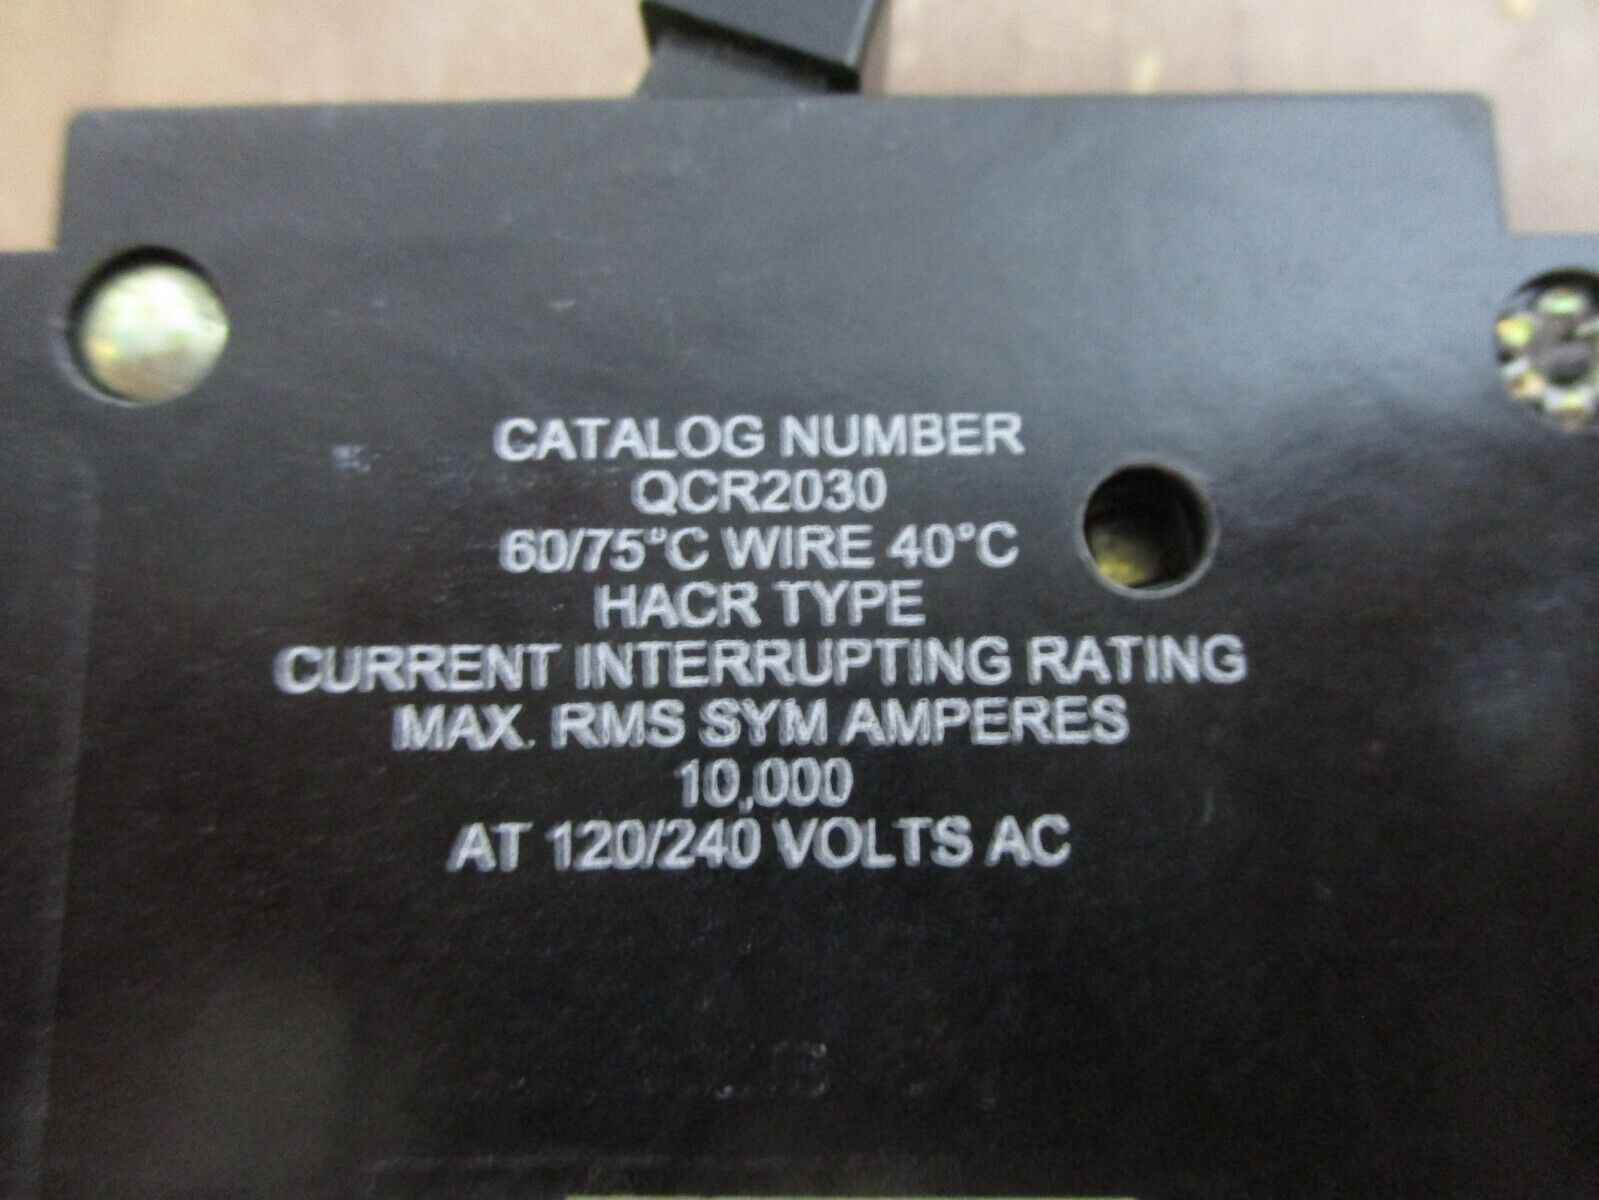 CATALOG NUMBER
QCR2030
60/75°C WIRE 40°C
HACR TYPE
CURRENT INTERRUPTING RATING
MAX. RMS SYM AMPERES
10,000
AT 120/240 VOLTS AC